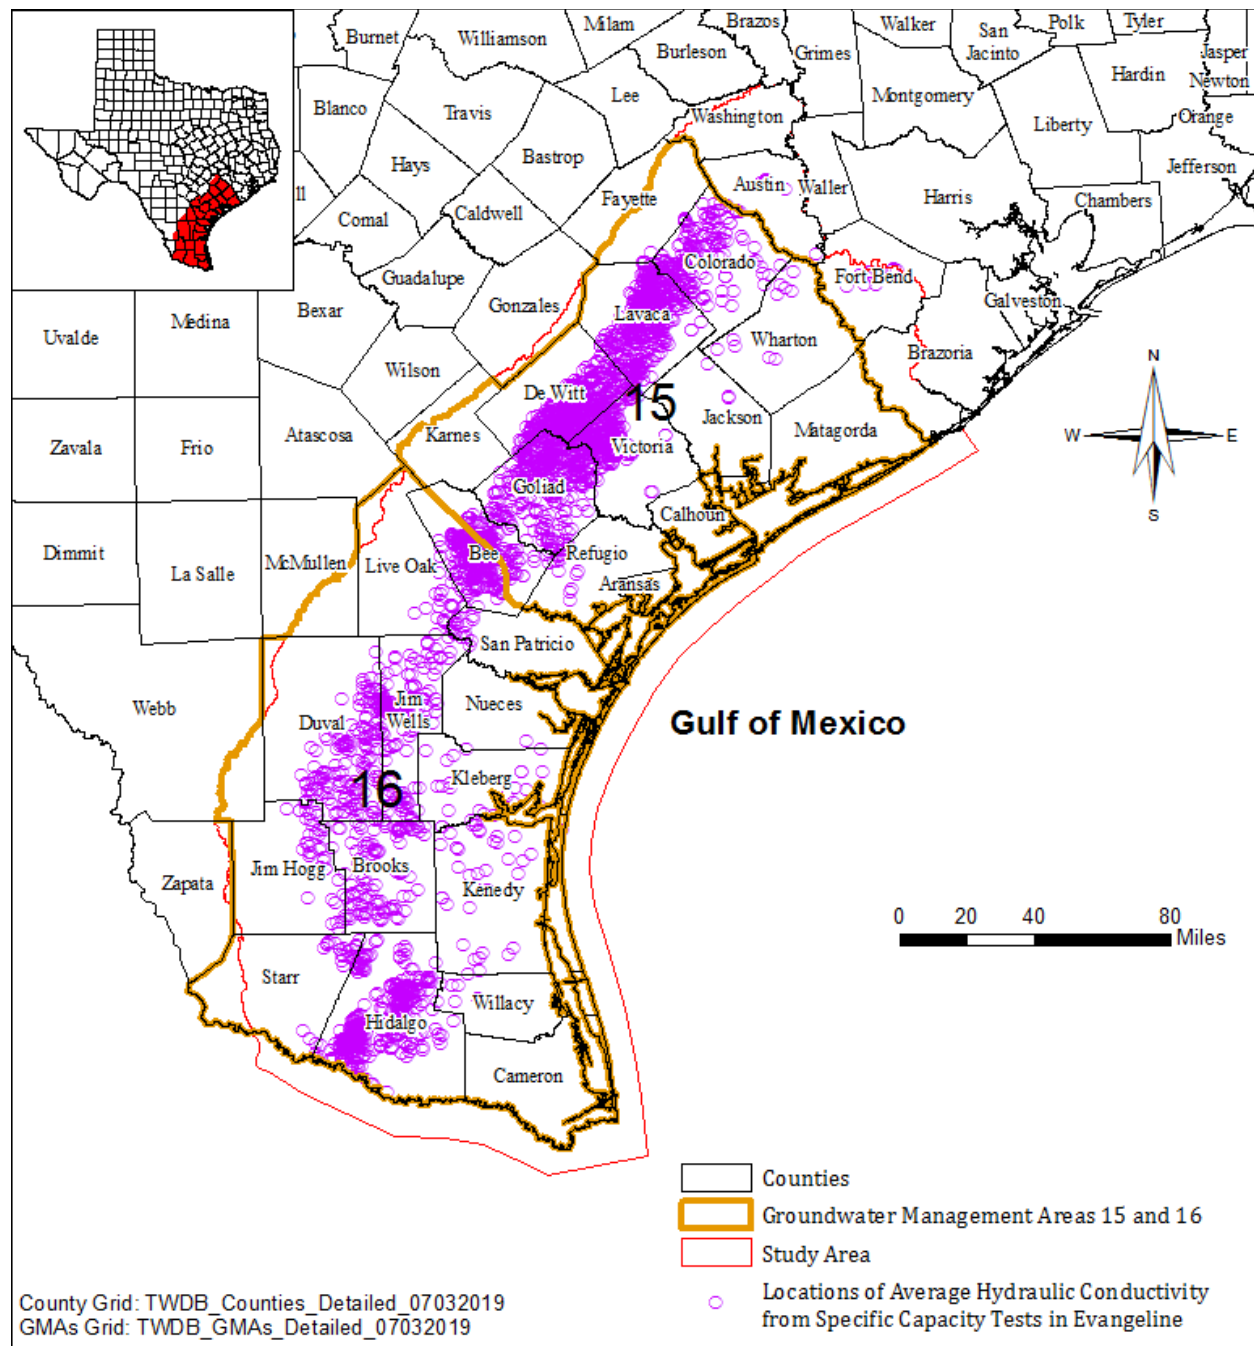 Burnet
Williamson
Milam
Brazos
Walker
Polk
Tyler
San
Jacinto
Burleson
Grimes
Jasper
Hardin
Newton
Blanco
Lee
Montgomery
Travis
Washington
Orange
Liberty
Hays
Bastrop
Jefferson
Austin
Waller
ll
Fayette
Harris
Chambers
Comal
Caldwell
Colorado
Guadalupe
Fort Bend
Bexar
Gonzales
Galveston
Medina
Lavaca
Uvalde
Wharton
Brazoria
Wilson
N
De Witt
15
Jackson
Karnes
Atascosa
Matagorda
W
E
Zavala
Frio
Victoria
Goliad
Calhoun
S
Dimmit
Bee
Refugio
McMullen
Live Oak
La Salle
Aransas
San Patricio
Webb
Jim
Wells
Nueces
Duval
Gulf of Mexico
Kleberg
16
Jim Hogg
Brooks
Zapata
Kenedy
0
20
40
80
Miles
Starr
Willacy
Hidalgo
Cameron
Counties
Groundwater Management Areas 15 and 16
Study Area
Locations of Average Hydraulic Conductivity
from Specific Capacity Tests in Evangeline
County Grid: TWDB_Counties_Detailed_07032019
GMAs Grid: TWDB_GMAs_Detailed_07032019